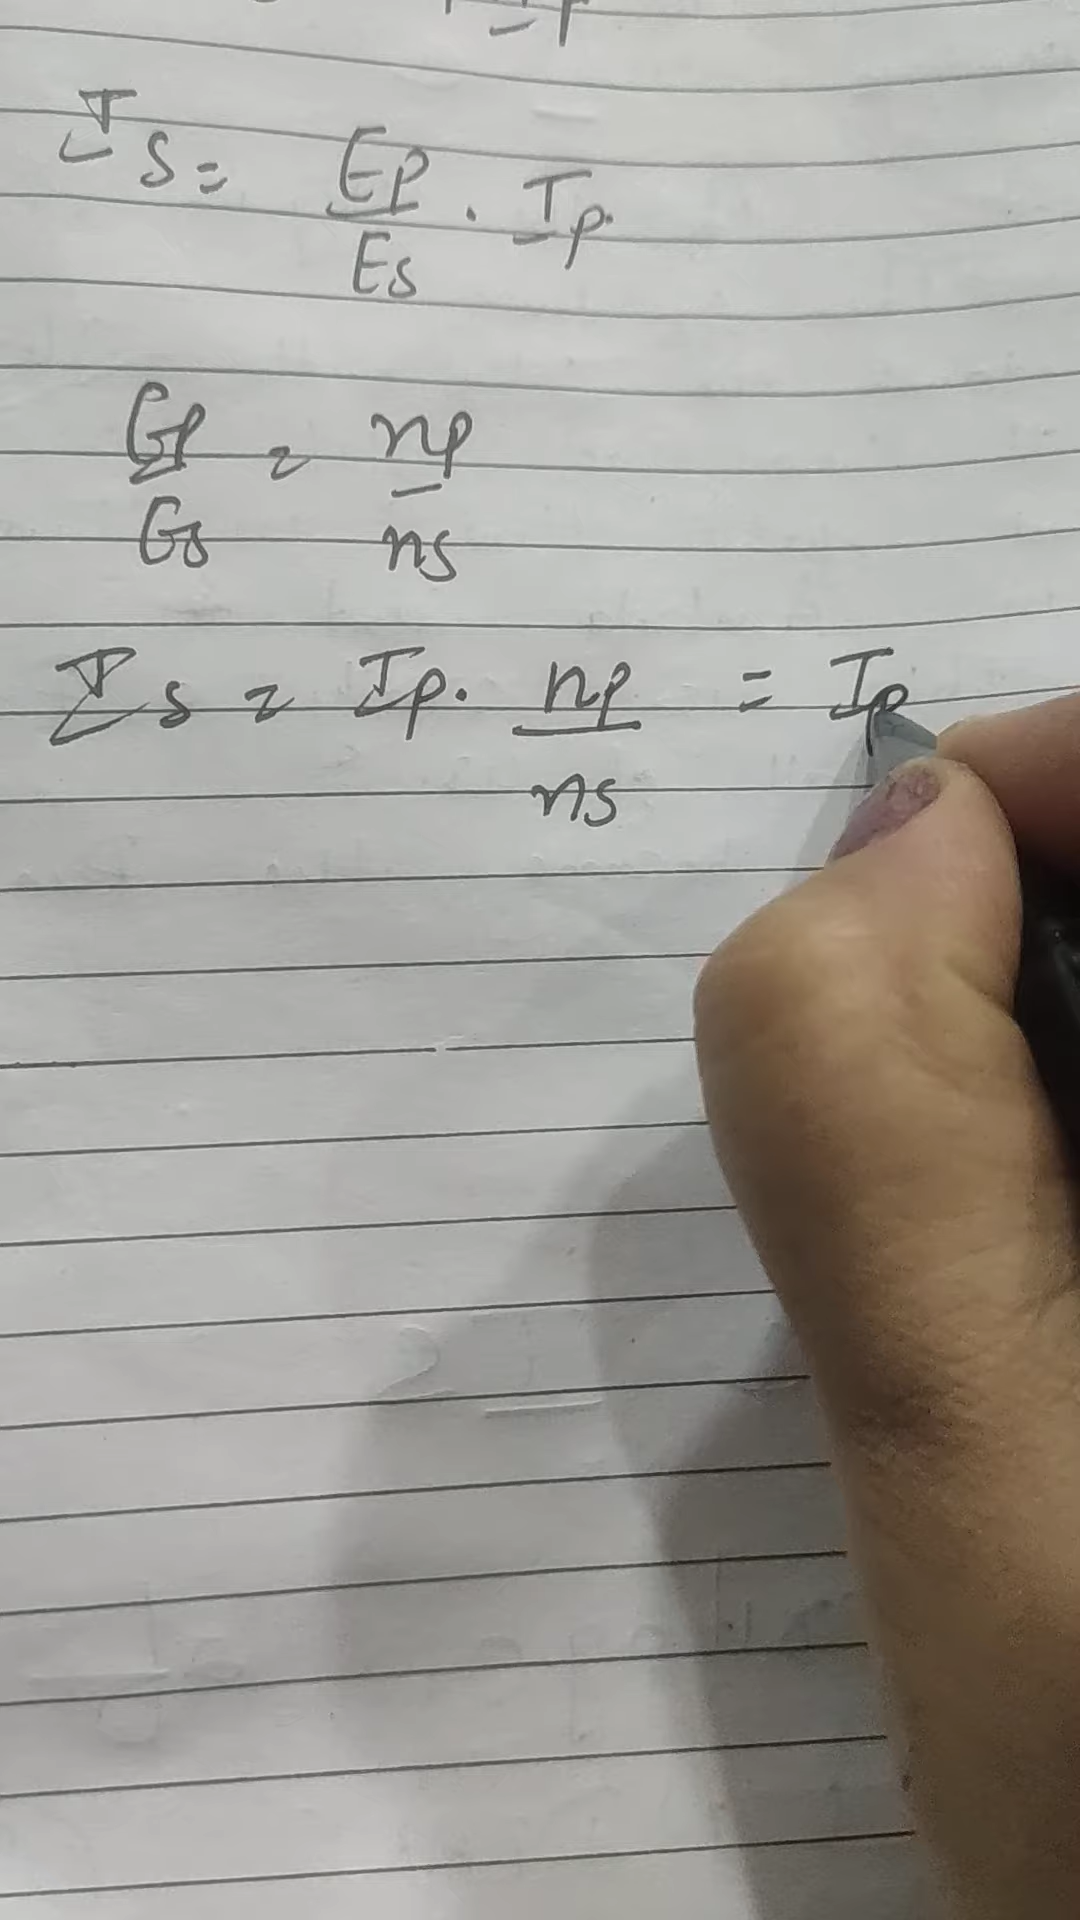 Is = Ep/Es . Ip
Ep/Es = np/ns
Is = Ip. np/ns = Ip